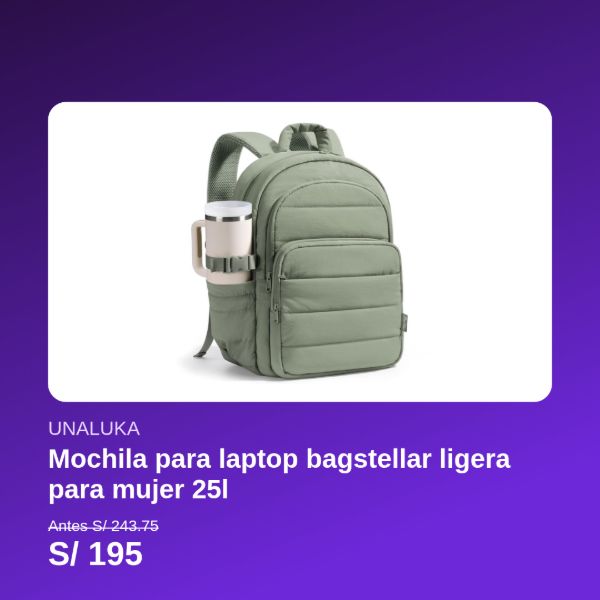 UNALUKA
Mochila para laptop bagstellar ligera
para mujer 25l
Antes S/ 243.75
S/ 195